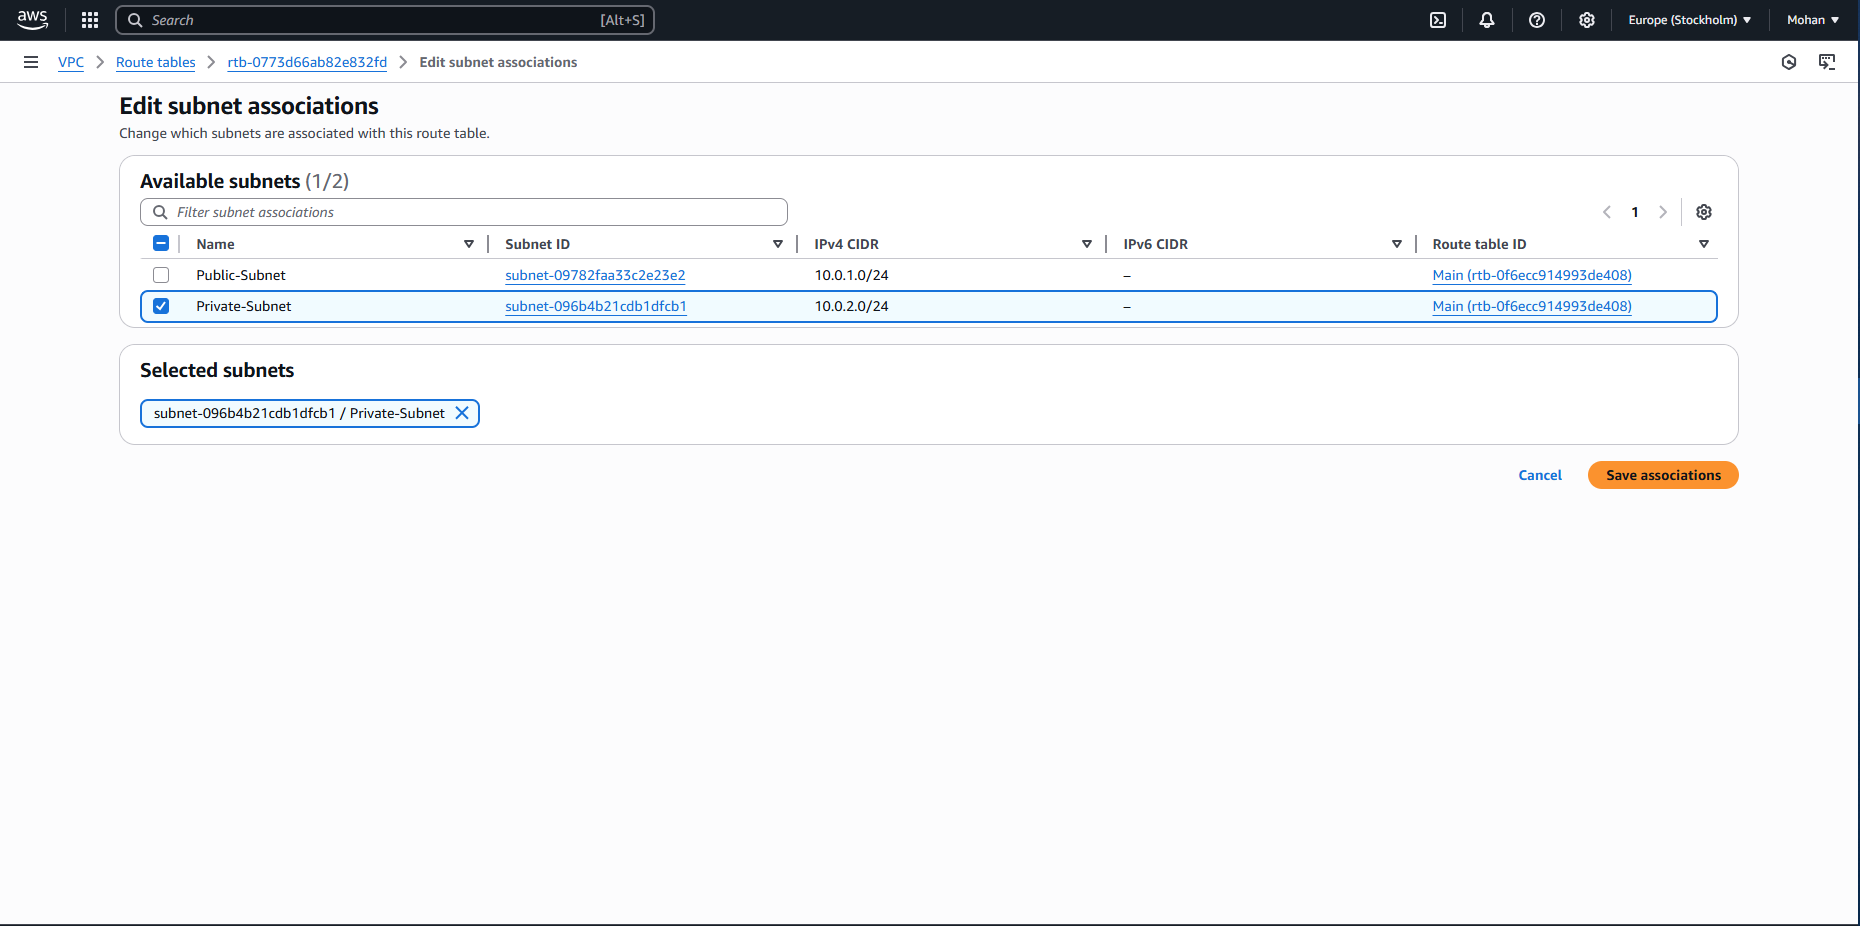 aws Search [Alt+S] Europe (Stockholm) Mohan
VPC Route tables rtb-0773d66ab82e832fd Edit subnet associations
Edit subnet associations
Change which subnets are associated with this route table.
Available subnets (1/2)
Filter subnet associations 1
Name Subnet ID IPv4 CIDR IPv6 CIDR Route table ID
Public-Subnet subnet-09782faa33c2e23e2 10.0.1.0/24 – Main (rtb-0f6ecc914993de408)
Private-Subnet subnet-096b4b21cdb1dfcb1 10.0.2.0/24 – Main (rtb-0f6ecc914993de408)
Selected subnets
subnet-096b4b21cdb1dfcb1 / Private-Subnet
Cancel Save associations